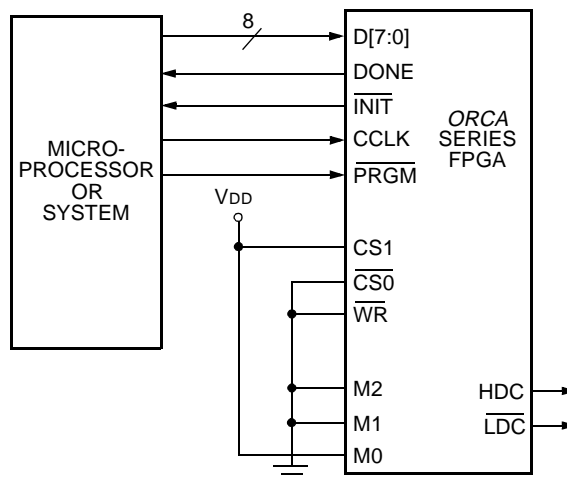 MICRO-
PROCESSOR
OR
SYSTEM
8
VDD
D[7:0]
DONE
INIT
CCLK
PRGM
CS1
CS0
WR
M2
M1
M0
ORCA
SERIES
FPGA
HDC
LDC